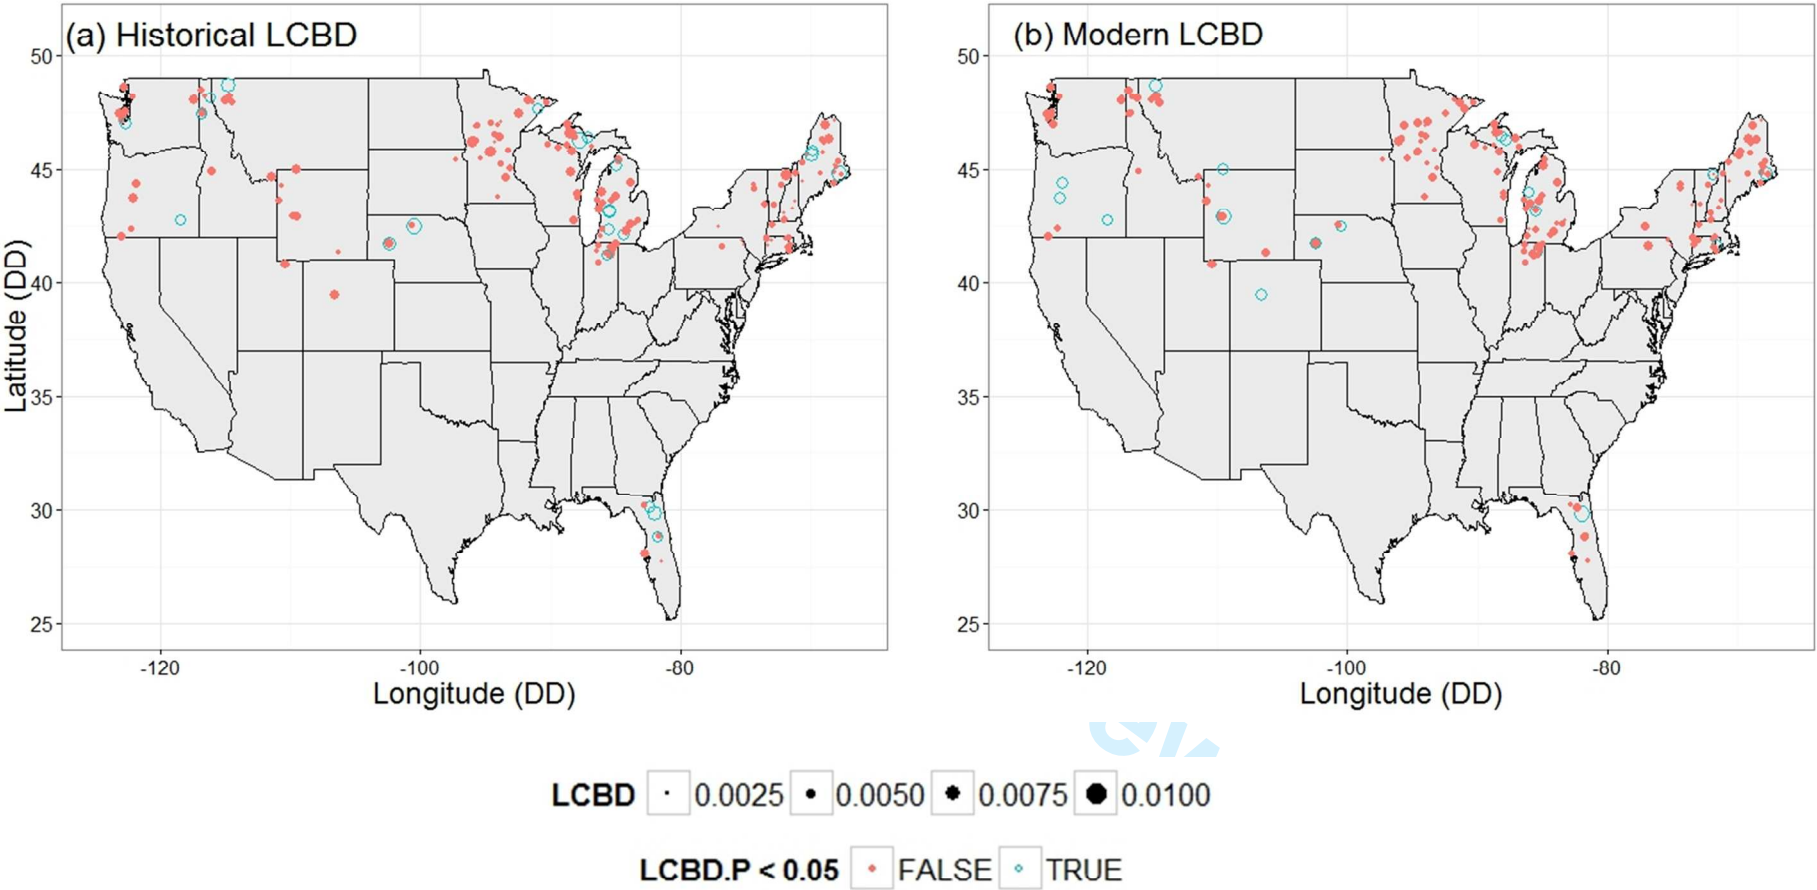 (a) Historical LCBD
(b) Modern LCBD
50
45
40
35
30
25
Latitude (DD)
-120 -100 -80
Longitude (DD)
50
45
40
35
30
25
-120 -100 -80
Longitude (DD)
LCBD 0.0025 0.0050 0.0075 0.0100
LCBD.P < 0.05 FALSE TRUE